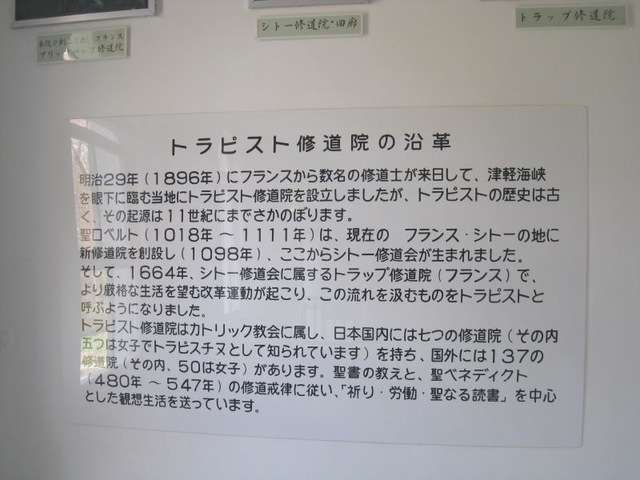 フランス
修道院
シトー修道院・回廊
トラップ修道院
トラピスト修道院の沿革
明治29年(1896年)にフランスから数名の修道士が来日して、津軽海峡
を眼下に臨む当地にトラピスト修道院を設立しましたが、トラピストの歴史は古
く、その起源は11世紀にまでさかのぼります。
聖ロベルト(1018年〜1111年)は、現在の フランス・シトーの地に
新修道院を創設し(1098年)、ここからシトー修道会が生まれました。
そして、1664年、シトー修道会に属するトラップ修道院(フランス)で、
より厳格な生活を望む改革運動が起こり、この流れを汲むものをトラピストと
呼ぶようになりました。
トラピスト修道院はカトリック教会に属し、日本国内には七つの修道院(その内
五つは女子でトラピスチヌとして知られています)を持ち、国外には137の
修道院(その内、50は女子)があります。聖書の教えと、聖ベネディクト
(480年〜547年)の修道戒律に従い、「祈り・労働・聖なる読書」を中心
とした観想生活を送っています。